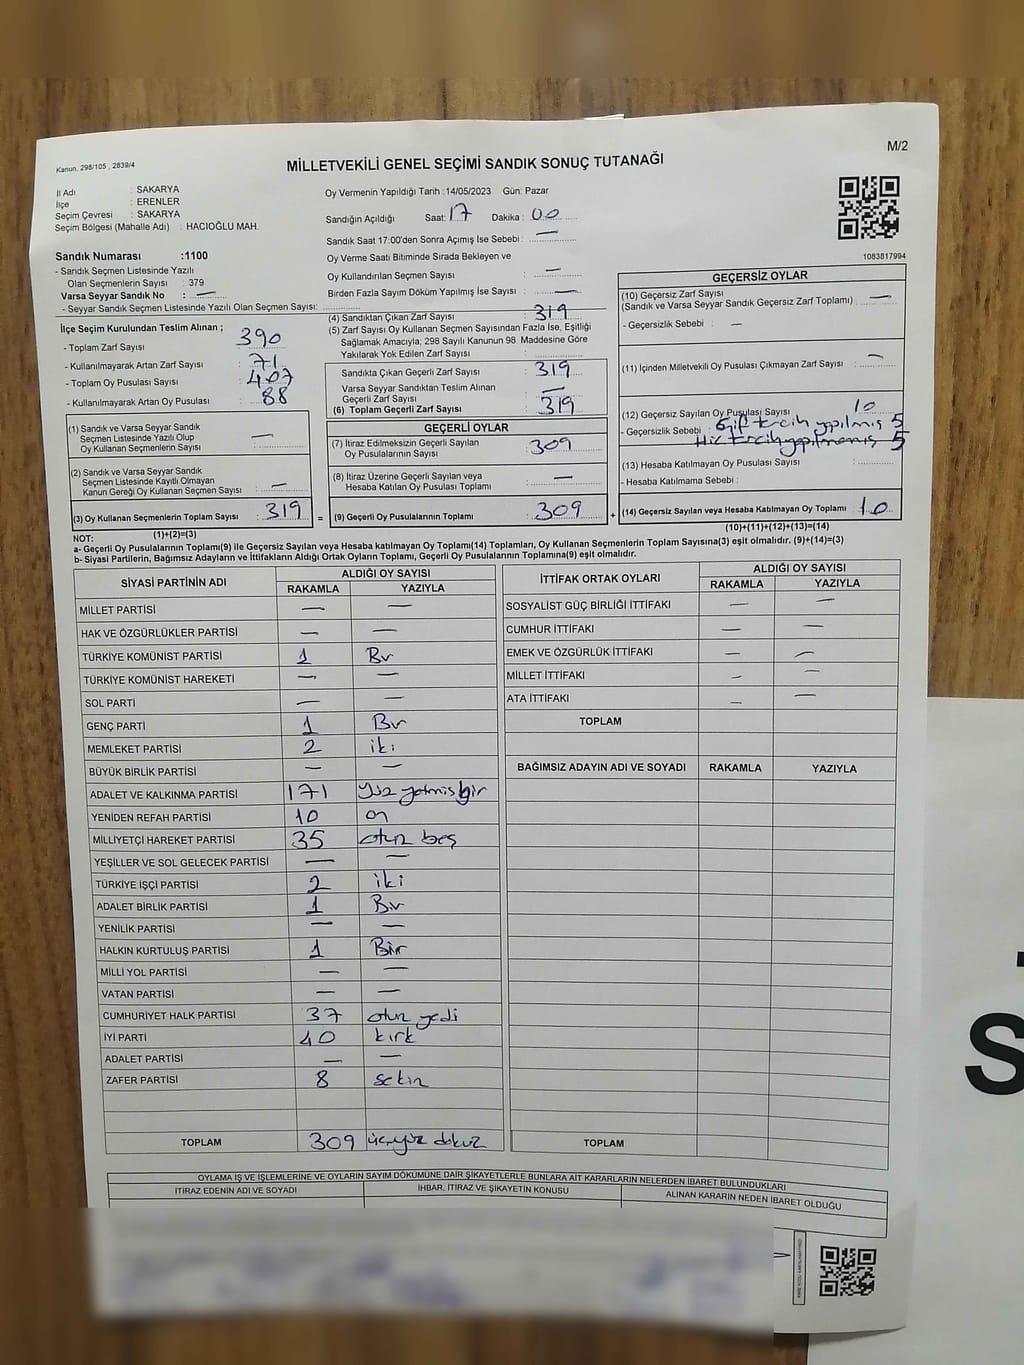 Kanun. 298/105 , 2839/4
M/2
MİLLETVEKİLİ GENEL SEÇİMİ SANDIK SONUÇ TUTANAĞI
İl Adı : SAKARYA
İlçe : ERENLER
Seçim Çevresi : SAKARYA
Seçim Bölgesi (Mahalle Adı) : HACIOĞLU MAH.
Oy Vermenin Yapıldığı Tarih :14/05/2023 Gün: Pazar
Sandığın Açıldığı Saat: 17 Dakika : 00
Sandık Saat 17:00'den Sonra Açımış İse Sebebi : —
Oy Verme Saati Bitiminde Sırada Bekleyen ve
Oy Kullandırılan Seçmen Sayısı : —
Birden Fazla Sayım Döküm Yapılmış İse Sayısı : —
1083817994
Sandık Numarası :1100
- Sandık Seçmen Listesinde Yazılı
Olan Seçmenlerin Sayısı : 379
Varsa Seyyar Sandık No : —
- Seyyar Sandık Seçmen Listesinde Yazılı Olan Seçmen Sayısı:
İlçe Seçim Kurulundan Teslim Alınan ;
- Toplam Zarf Sayısı : 390
- Kullanılmayarak Artan Zarf Sayısı : 71
- Toplam Oy Pusulası Sayısı : 407
- Kullanılmayarak Artan Oy Pusulası : 88
(1) Sandık ve Varsa Seyyar Sandık
Seçmen Listesinde Yazılı Olup
Oy Kullanan Seçmenlerin Sayısı : —
(2) Sandık ve Varsa Seyyar Sandık
Seçmen Listesinde Kayıtlı Olmayan
Kanun Gereği Oy Kullanan Seçmen Sayısı : —
(3) Oy Kullanan Seçmenlerin Toplam Sayısı : 319 =
(1)+(2)=(3)
(4) Sandıktan Çıkan Zarf Sayısı : 319
(5) Zarf Sayısı Oy Kullanan Seçmen Sayısından Fazla İse, Eşitliği
Sağlamak Amacıyla; 298 Sayılı Kanunun 98 Maddesine Göre
Yakılarak Yok Edilen Zarf Sayısı :
Sandıkta Çıkan Geçerli Zarf Sayısı : 319
Varsa Seyyar Sandıktan Teslim Alınan
Geçerli Zarf Sayısı : —
(6) Toplam Geçerli Zarf Sayısı : 319
GEÇERLİ OYLAR
(7) İtiraz Edilmeksizin Geçerli Sayılan
Oy Pusulalarının Sayısı : 309
(8) İtiraz Üzerine Geçerli Sayılan veya
Hesaba Katılan Oy Pusulası Toplamı : —
(9) Geçerli Oy Pusulalarının Toplamı : 309 +
GEÇERSİZ OYLAR
(10) Geçersiz Zarf Sayısı
(Sandık ve Varsa Seyyar Sandık Geçersiz Zarf Toplamı) : —
- Geçersizlik Sebebi : —
(11) İçinden Milletvekili Oy Pusulası Çıkmayan Zarf Sayısı : —
(12) Geçersiz Sayılan Oy Pusulası Sayısı : 10
- Geçersizlik Sebebi : Çift tercih yapılmış 5
Hiç tercih yapılmamış 5
(13) Hesaba Katılmayan Oy Pusulası Sayısı :
- Hesaba Katılmama Sebebi :
(14) Geçersiz Sayılan veya Hesaba Katılmayan Oy Toplamı : 10
(10)+(11)+(12)+(13)=(14)
NOT:
a- Geçerli Oy Pusulalarının Toplamı(9) ile Geçersiz Sayılan veya Hesaba katılmayan Oy Toplamı(14) Toplamları, Oy Kullanan Seçmenlerin Toplam Sayısına(3) eşit olmalıdır. (9)+(14)=(3)
b- Siyasi Partilerin, Bağımsız Adayların ve İttifakların Aldığı Ortak Oyların Toplamı, Geçerli Oy Pusulalarının Toplamına(9) eşit olmalıdır.
SİYASİ PARTİNİN ADI ALDIĞI OY SAYISI
RAKAMLA YAZIYLA
MİLLET PARTİSİ — —
HAK VE ÖZGÜRLÜKLER PARTİSİ — —
TÜRKİYE KOMÜNİST PARTİSİ 1 Bir
TÜRKİYE KOMÜNİST HAREKETİ — —
SOL PARTİ — —
GENÇ PARTİ 1 Bir
MEMLEKET PARTİSİ 2 iki
BÜYÜK BİRLİK PARTİSİ — —
ADALET VE KALKINMA PARTİSİ 171 Yüz yetmişbir
YENİDEN REFAH PARTİSİ 10 on
MİLLİYETÇİ HAREKET PARTİSİ 35 otuz beş
YEŞİLLER VE SOL GELECEK PARTİSİ — —
TÜRKİYE İŞÇİ PARTİSİ 2 iki
ADALET BİRLİK PARTİSİ 1 Bir
YENİLİK PARTİSİ — —
HALKIN KURTULUŞ PARTİSİ 1 Bir
MİLLİ YOL PARTİSİ — —
VATAN PARTİSİ — —
CUMHURİYET HALK PARTİSİ 37 otuz yedi
İYİ PARTİ 40 kırk
ADALET PARTİSİ — —
ZAFER PARTİSİ 8 sekiz
TOPLAM 309 üçyüz dokuz
İTTİFAK ORTAK OYLARI ALDIĞI OY SAYISI
RAKAMLA YAZIYLA
SOSYALİST GÜÇ BİRLİĞİ İTTİFAKI — —
CUMHUR İTTİFAKI — —
EMEK VE ÖZGÜRLÜK İTTİFAKI — —
MİLLET İTTİFAKI — —
ATA İTTİFAKI — —
TOPLAM
BAĞIMSIZ ADAYIN ADI VE SOYADI RAKAMLA YAZIYLA
TOPLAM
OYLAMA İŞ VE İŞLEMLERİNE VE OYLARIN SAYIM DÖKÜMÜNE DAİR ŞİKAYETLERLE BUNLARA AİT KARARLARIN NELERDEN İBARET BULUNDUKLARI
İTİRAZ EDENİN ADI VE SOYADI İHBAR, İTİRAZ VE ŞİKAYETİN KONUSU ALINAN KARARIN NEDEN İBARET OLDUĞU
S